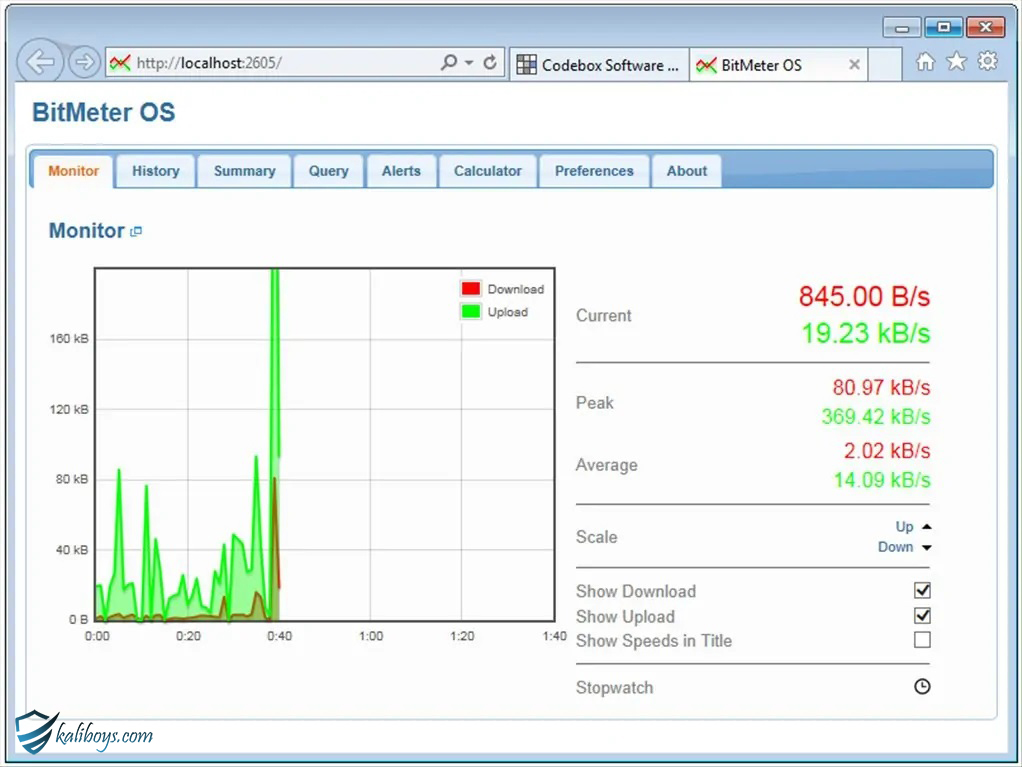 http://localhost:2605/
Codebox Software ...
BitMeter OS
BitMeter OS
Monitor
History
Summary
Query
Alerts
Calculator
Preferences
About
Monitor
Download
Upload
160 kB
120 kB
80 kB
40 kB
0 B
0:00
0:20
0:40
1:00
1:20
1:40
Current
845.00 B/s
19.23 kB/s
Peak
80.97 kB/s
369.42 kB/s
Average
2.02 kB/s
14.09 kB/s
Scale
Up
Down
Show Download
Show Upload
Show Speeds in Title
Stopwatch
kaliboys.com